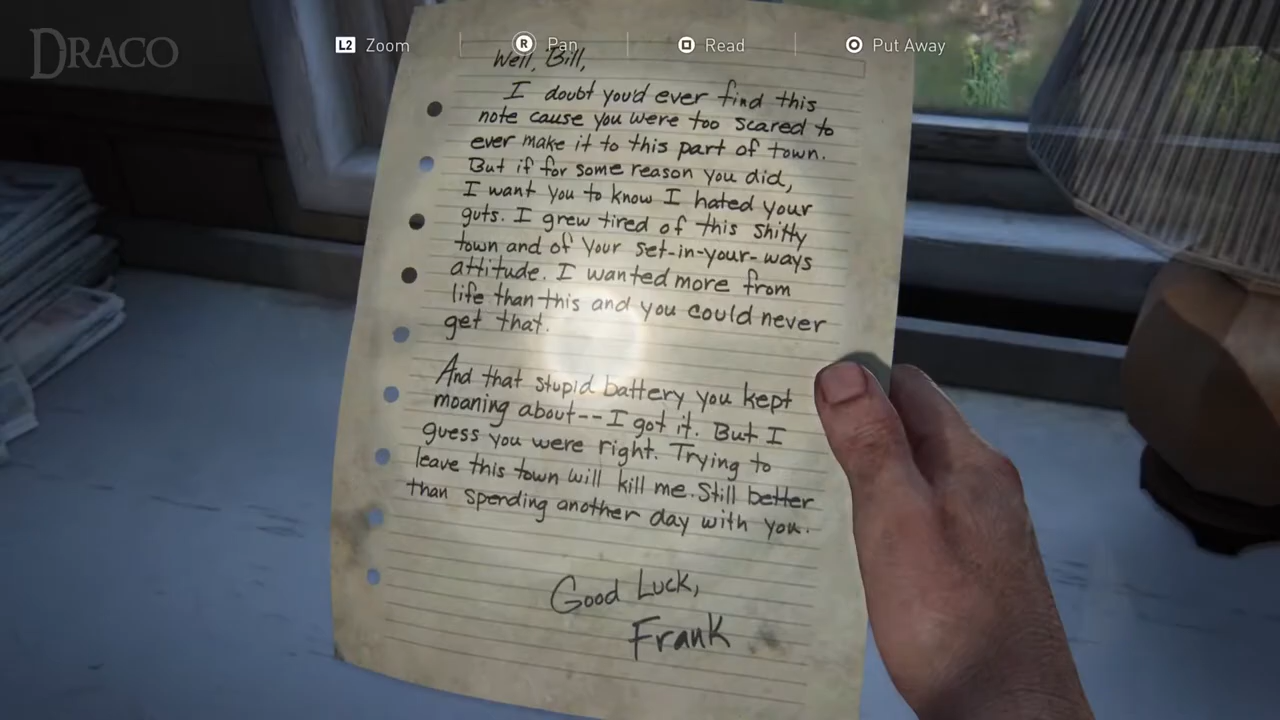 DRACO
L2 Zoom
R Pan
Read
Put Away
Well, Bill,
I doubt you'd ever find this
note cause you were too scared to
ever make it to this part of town.
But if for some reason you did,
I want you to know I hated your
guts. I grew tired of this shitty
town and of your set-in-your-ways
attitude. I wanted more from
life than this and you could never
get that.
And that stupid battery you kept
moaning about--I got it. But I
guess you were right. Trying to
leave this town will kill me. Still better
than spending another day with you.
Good Luck,
Frank